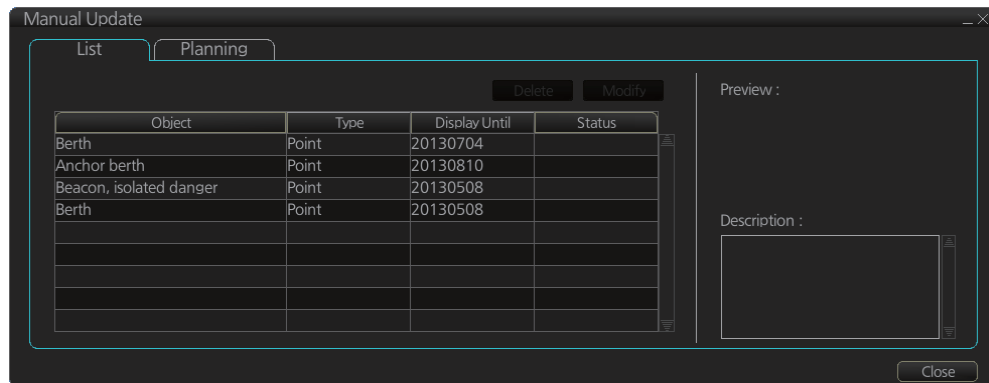 Manual Update
List Planning
Delete Modify
Preview :
Object Type Display Until Status
Berth Point 20130704
Anchor berth Point 20130810
Beacon, isolated danger Point 20130508
Berth Point 20130508
Description :
Close